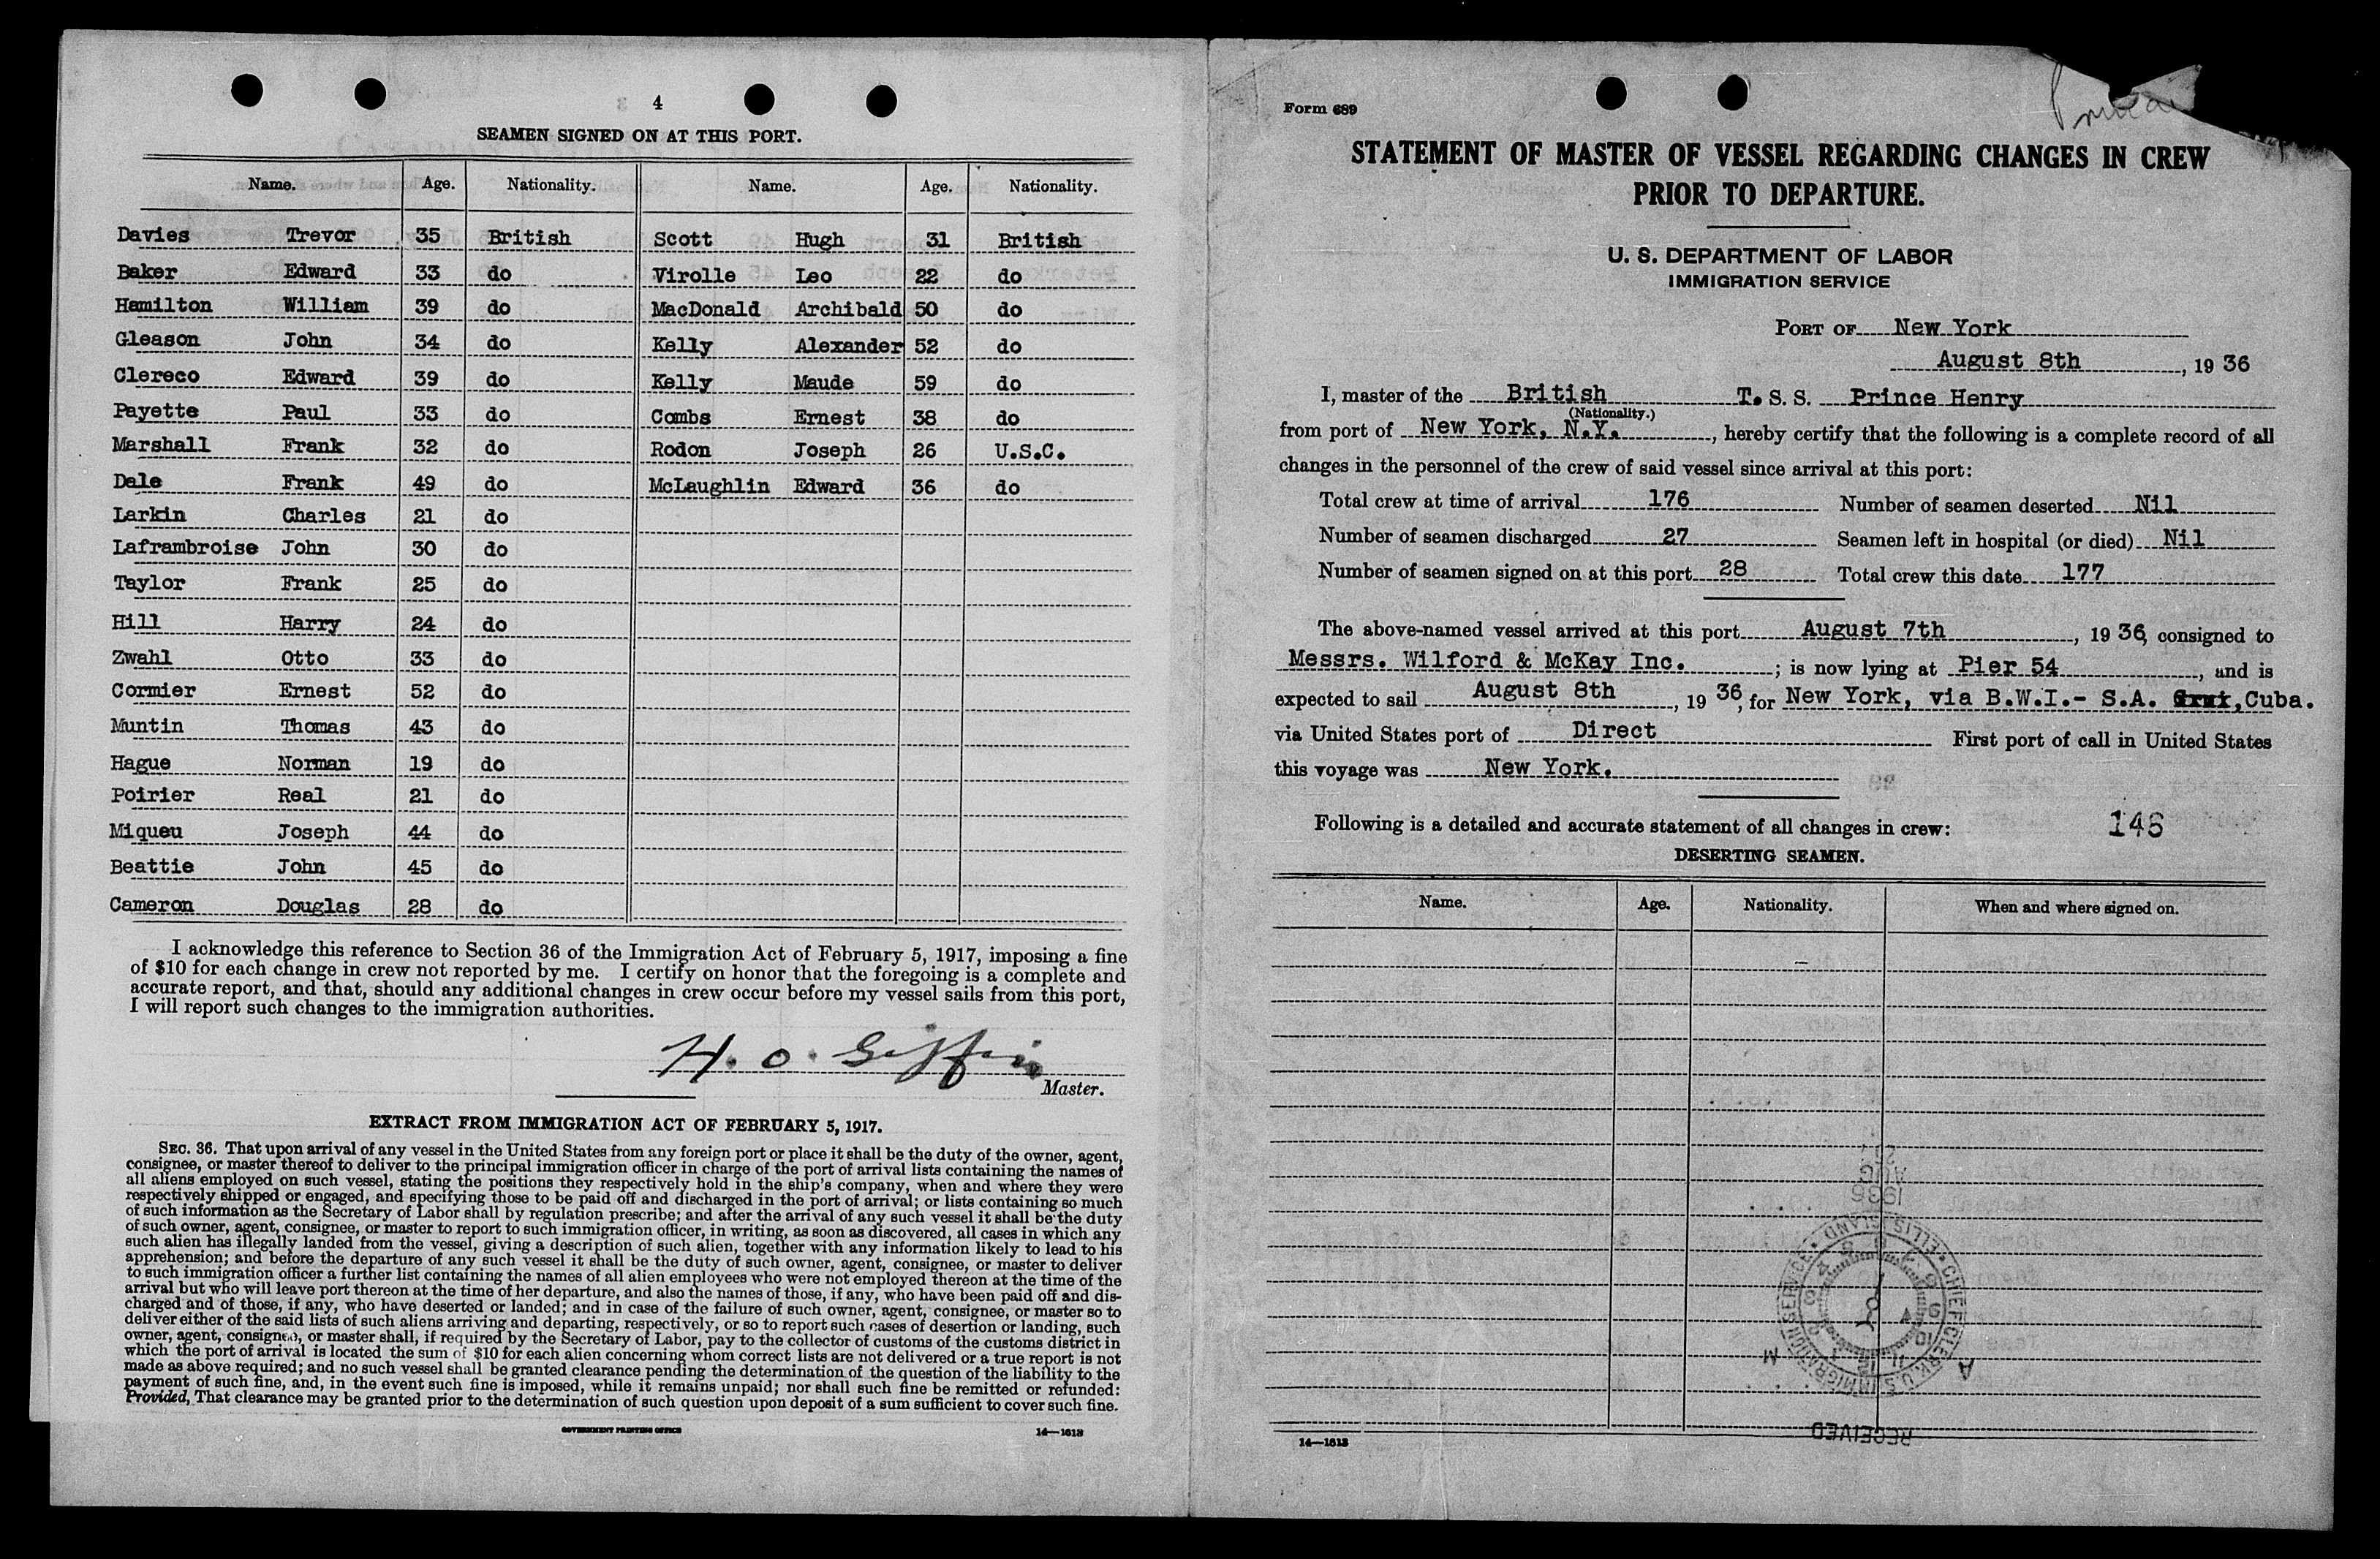 4
SEAMEN SIGNED ON AT THIS PORT.
Name. Age. Nationality. Name. Age. Nationality.
Davies Trevor 35 British Scott Hugh 31 British
Baker Edward 33 do Virolle Leo 22 do
Hamilton William 39 do MacDonald Archibald 50 do
Gleason John 34 do Kelly Alexander 52 do
Clereco Edward 39 do Kelly Maude 59 do
Payette Paul 33 do Combs Ernest 38 do
Marshall Frank 32 do Rodon Joseph 26 U.S.C.
Dale Frank 49 do McLaughlin Edward 36 do
Larkin Charles 21 do
Laframbroise John 30 do
Taylor Frank 25 do
Hill Harry 24 do
Zwahl Otto 33 do
Cormier Ernest 52 do
Muntin Thomas 43 do
Hague Norman 19 do
Poirier Real 21 do
Miqueu Joseph 44 do
Beattie John 45 do
Cameron Douglas 28 do
I acknowledge this reference to Section 36 of the Immigration Act of February 5, 1917, imposing a fine
of $10 for each change in crew not reported by me. I certify on honor that the foregoing is a complete and
accurate report, and that, should any additional changes in crew occur before my vessel sails from this port,
I will report such changes to the immigration authorities.
H. O. Giffin
Master.
EXTRACT FROM IMMIGRATION ACT OF FEBRUARY 5, 1917.
SEC. 36. That upon arrival of any vessel in the United States from any foreign port or place it shall be the duty of the owner, agent,
consignee, or master thereof to deliver to the principal immigration officer in charge of the port of arrival lists containing the names of
all aliens employed on such vessel, stating the positions they respectively hold in the ship's company, when and where they were
respectively shipped or engaged, and specifying those to be paid off and discharged in the port of arrival; or lists containing so much
of such information as the Secretary of Labor shall by regulation prescribe; and after the arrival of any such vessel it shall be the duty
of such owner, agent, consignee, or master to report to such immigration officer, in writing, as soon as discovered, all cases in which any
such alien has illegally landed from the vessel, giving a description of such alien, together with any information likely to lead to his
apprehension; and before the departure of any such vessel it shall be the duty of such owner, agent, consignee, or master to deliver
to such immigration officer a further list containing the names of all alien employees who were not employed thereon at the time of the
arrival but who will leave port thereon at the time of her departure, and also the names of those, if any, who have been paid off and dis-
charged and of those, if any, who have deserted or landed; and in case of the failure of such owner, agent, consignee, or master so to
deliver either of the said lists of such aliens arriving and departing, respectively, or so to report such cases of desertion or landing, such
owner, agent, consignee, or master shall, if required by the Secretary of Labor, pay to the collector of customs of the customs district in
which the port of arrival is located the sum of $10 for each alien concerning whom correct lists are not delivered or a true report is not
made as above required; and no such vessel shall be granted clearance pending the determination of the question of the liability to the
payment of such fine, and, in the event such fine is imposed, while it remains unpaid; nor shall such fine be remitted or refunded:
Provided, That clearance may be granted prior to the determination of such question upon deposit of a sum sufficient to cover such fine.
GOVERNMENT PRINTING OFFICE 14—1613
Form 689
STATEMENT OF MASTER OF VESSEL REGARDING CHANGES IN CREW
PRIOR TO DEPARTURE.
U. S. DEPARTMENT OF LABOR
IMMIGRATION SERVICE
PORT OF New York
August 8th, 19 36
I, master of the British T. S. S. Prince Henry
(Nationality.)
from port of New York, N.Y., hereby certify that the following is a complete record of all
changes in the personnel of the crew of said vessel since arrival at this port:
Total crew at time of arrival 176 Number of seamen deserted Nil
Number of seamen discharged 27 Seamen left in hospital (or died) Nil
Number of seamen signed on at this port 28 Total crew this date 177
The above-named vessel arrived at this port August 7th, 19 36, consigned to
Messrs. Wilford & McKay Inc.; is now lying at Pier 54, and is
expected to sail August 8th, 19 36, for New York, via B.W.I.- S.A. ,Cuba.
via United States port of Direct First port of call in United States
this voyage was New York.
Following is a detailed and accurate statement of all changes in crew: 146
DESERTING SEAMEN.
Name. Age. Nationality. When and where signed on.
AUG
1936
ELLIS ISLAND • CHIEF CLERK U.S. IMMIGRATION SERVICE
RECEIVED
14—1613